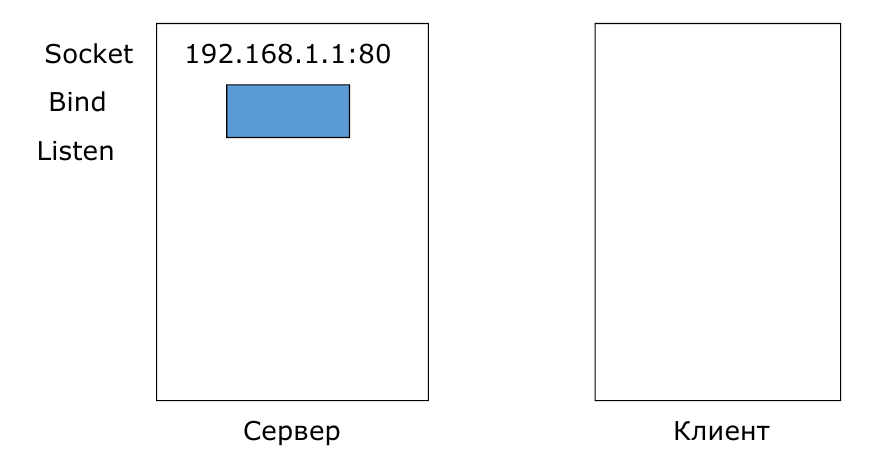 Socket
192.168.1.1:80
Bind
Listen
Сервер
Клиент